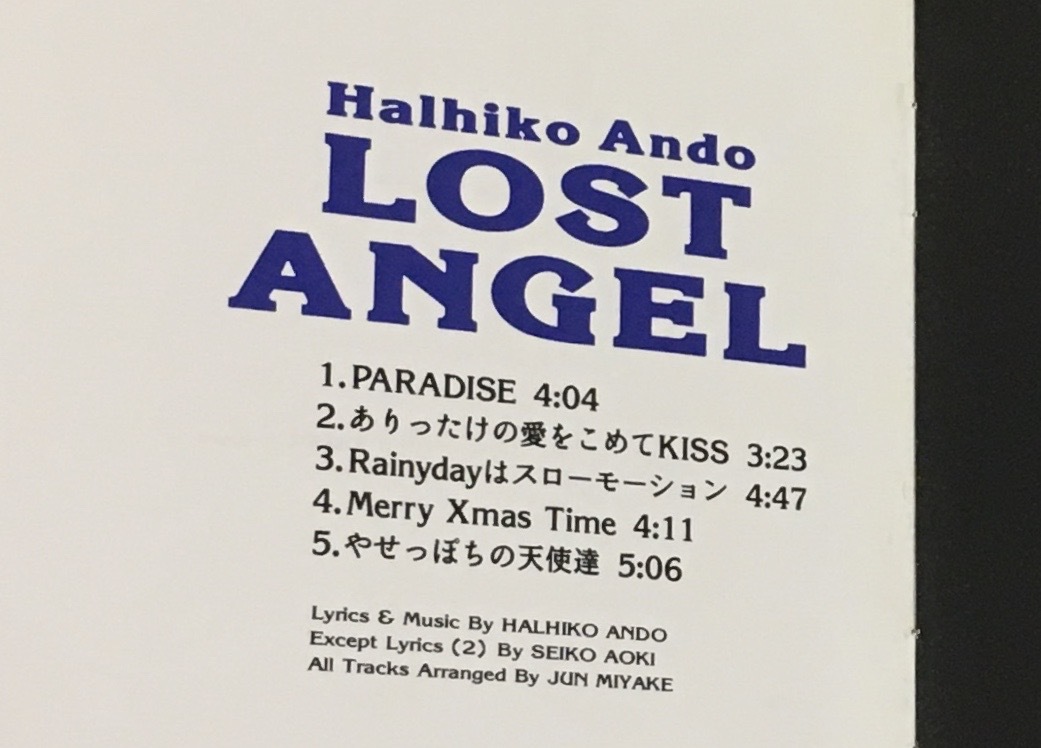 Halhiko Ando
LOST
ANGEL
1.PARADISE 4:04
2.ありったけの愛をこめてKISS 3:23
3.Rainydayはスローモーション 4:47
4.Merry Xmas Time 4:11
5.やせっぽちの天使達 5:06
Lyrics & Music By HALHIKO ANDO
Except Lyrics (2) By SEIKO AOKI
All Tracks Arranged By JUN MIYAKE